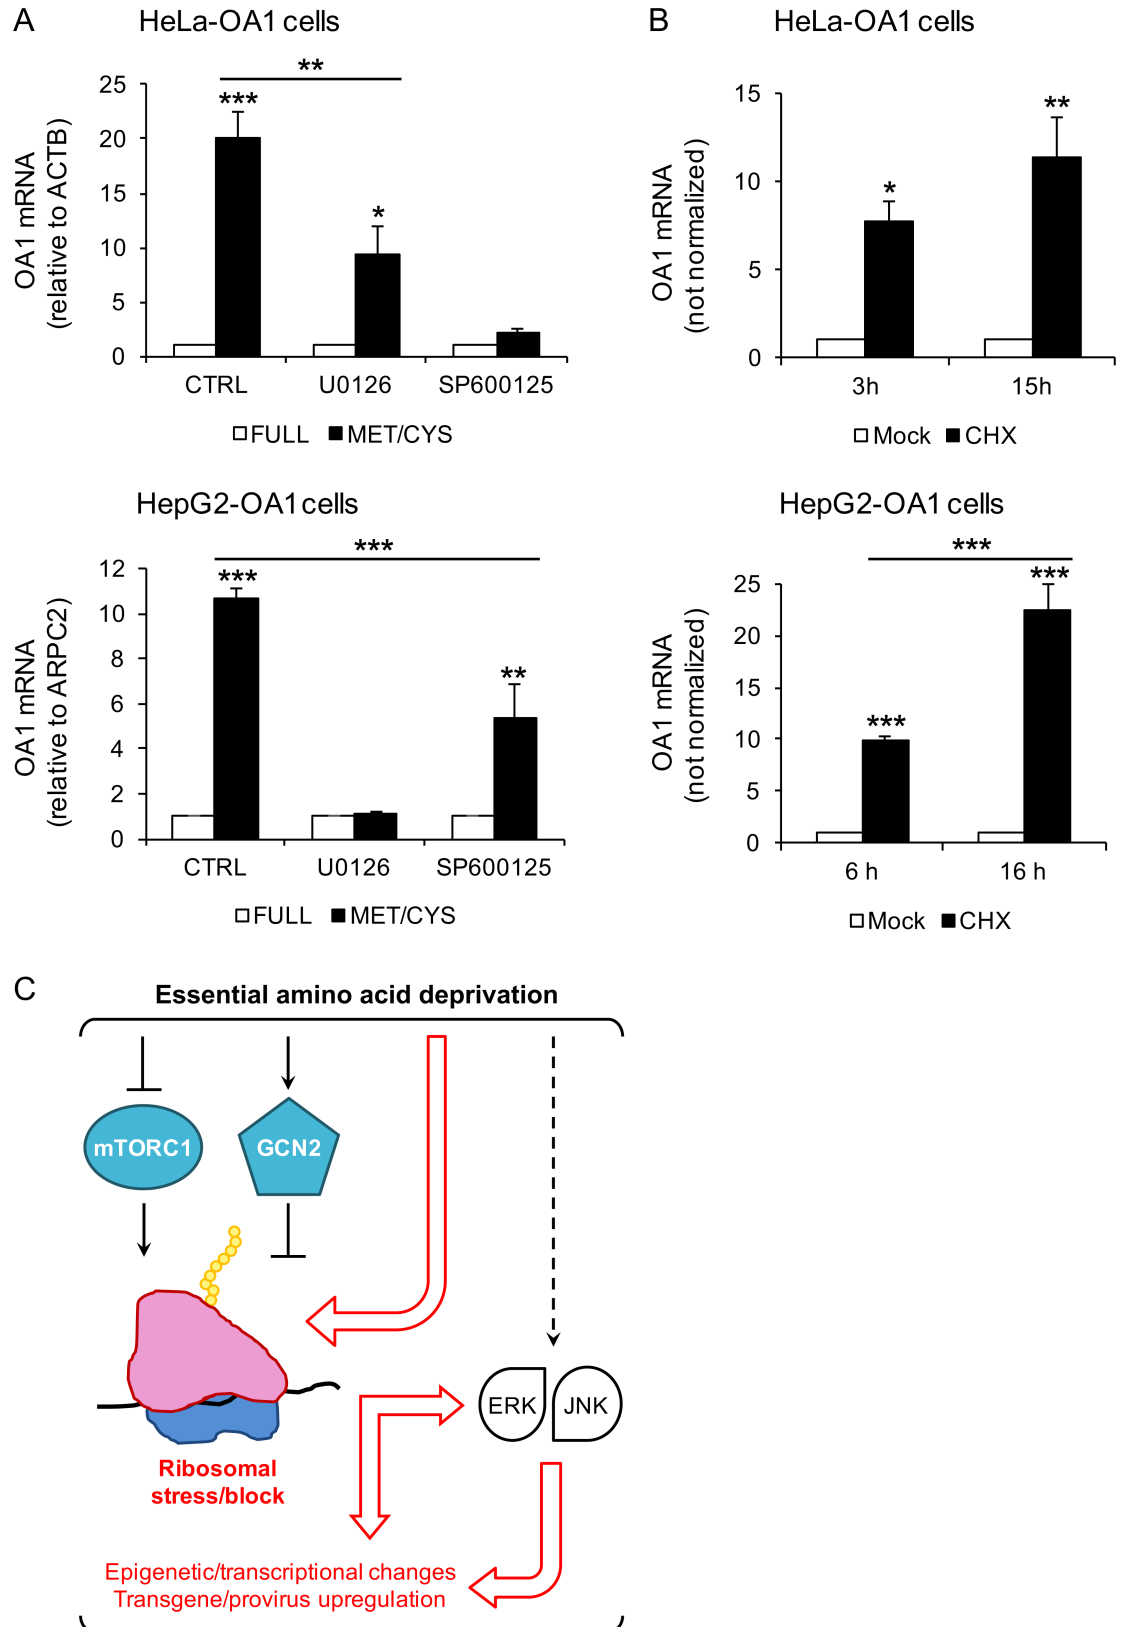 A
HeLa-OA1 cells
**
***
*
OA1 mRNA
(relative to ACTB)
25
20
15
10
5
0
CTRL U0126 SP600125
FULL MET/CYS
B
HeLa-OA1 cells
*
**
OA1 mRNA
(not normalized)
15
10
5
0
3h 15h
Mock CHX
HepG2-OA1 cells
***
***
**
OA1 mRNA
(relative to ARPC2)
12
10
8
6
4
2
0
CTRL U0126 SP600125
FULL MET/CYS
HepG2-OA1 cells
***
***
***
OA1 mRNA
(not normalized)
25
20
15
10
5
0
6 h 16 h
Mock CHX
C
Essential amino acid deprivation
mTORC1
GCN2
ERK JNK
Ribosomal
stress/block
Epigenetic/transcriptional changes
Transgene/provirus upregulation